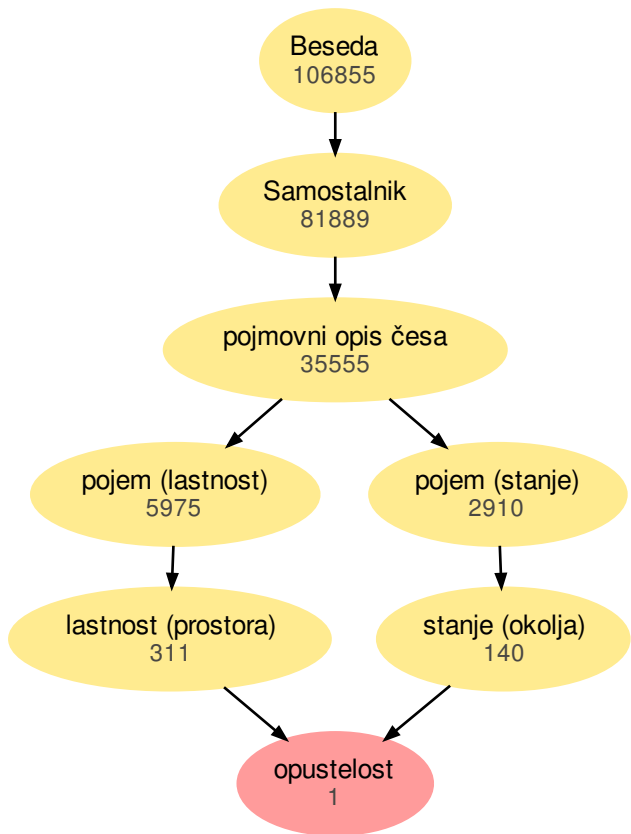 Beseda
106855
Samostalnik
81889
pojmovni opis česa
35555
pojem (lastnost)
5975
pojem (stanje)
2910
lastnost (prostora)
311
stanje (okolja)
140
opustelost
1